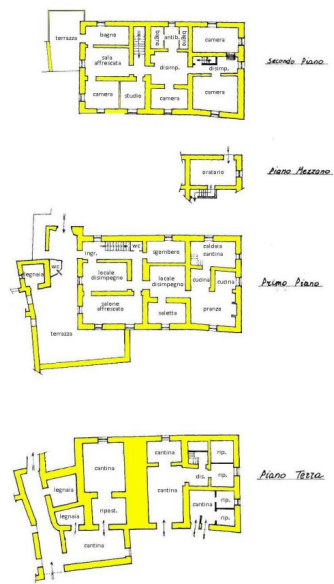 terrazza
bagno
bagno
antib.
bagno
camera
sala
affrescata
disimp.
disimp.
camera
studio
camera
camera
Secondo Piano
oratorio
Piano Mezzano
ingr.
wc
sgombero
caldaia
cantina
legnaia
wc
locale
disimpegno
locale
disimpegno
cucina
cucina
salone
affrescato
saletta
pranzo
terrazza
Primo Piano
cantina
cantina
rip.
dis.
rip.
legnaia
legnaia
ripost.
cantina
cantina
rip.
rip.
cantina
Piano Terra